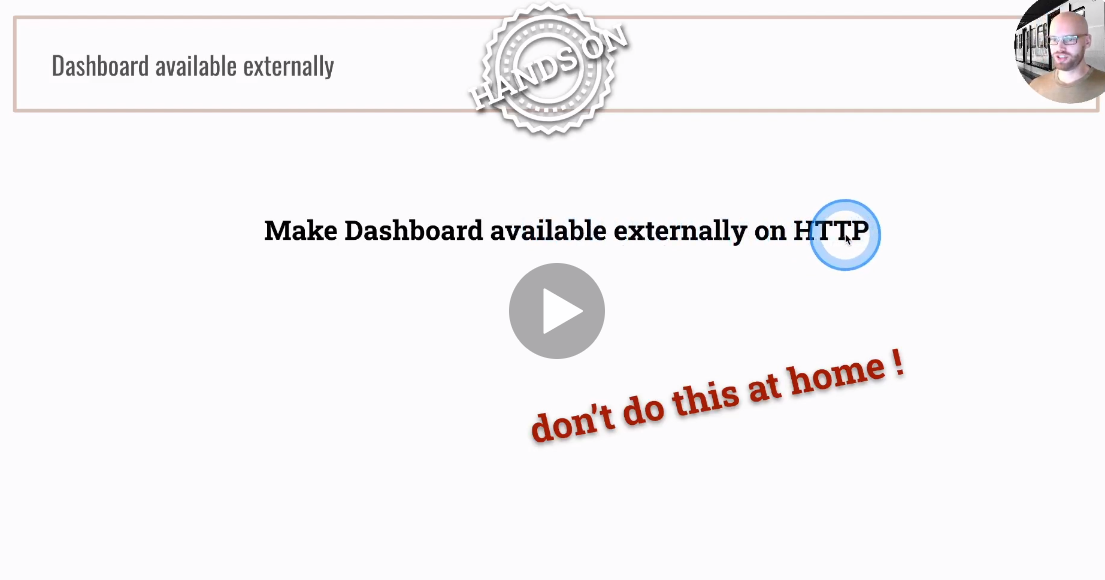 Dashboard available externally
HANDS ON
Make Dashboard available externally on HTTP
don't do this at home !